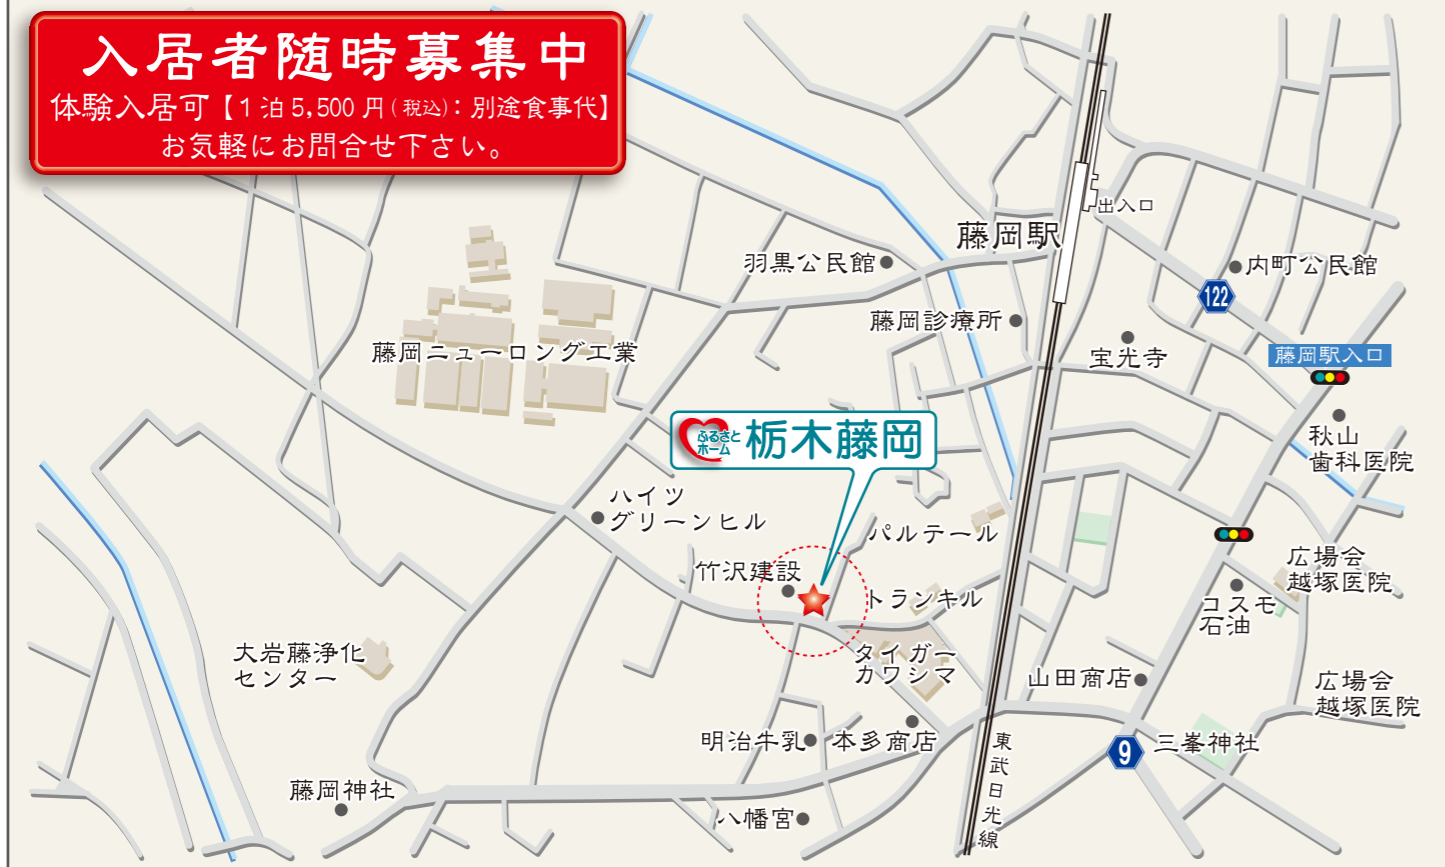 入居者随時募集中
体験入居可【1泊5,500円(税込):別途食事代】
お気軽にお問合せ下さい。
出入口
藤岡駅
羽黒公民館
内町公民館
122
藤岡診療所
藤岡ニューロング工業
宝光寺
藤岡駅入口
ふるさと
ホーム
栃木藤岡
秋山
歯科医院
ハイツ
グリーンヒル
パルテール
竹沢建設
広場会
越塚医院
トランキル
コスモ
石油
大岩藤浄化
センター
タイガー
カワシマ
山田商店
広場会
越塚医院
明治牛乳
本多商店
東武日光線
9
三峯神社
藤岡神社
八幡宮